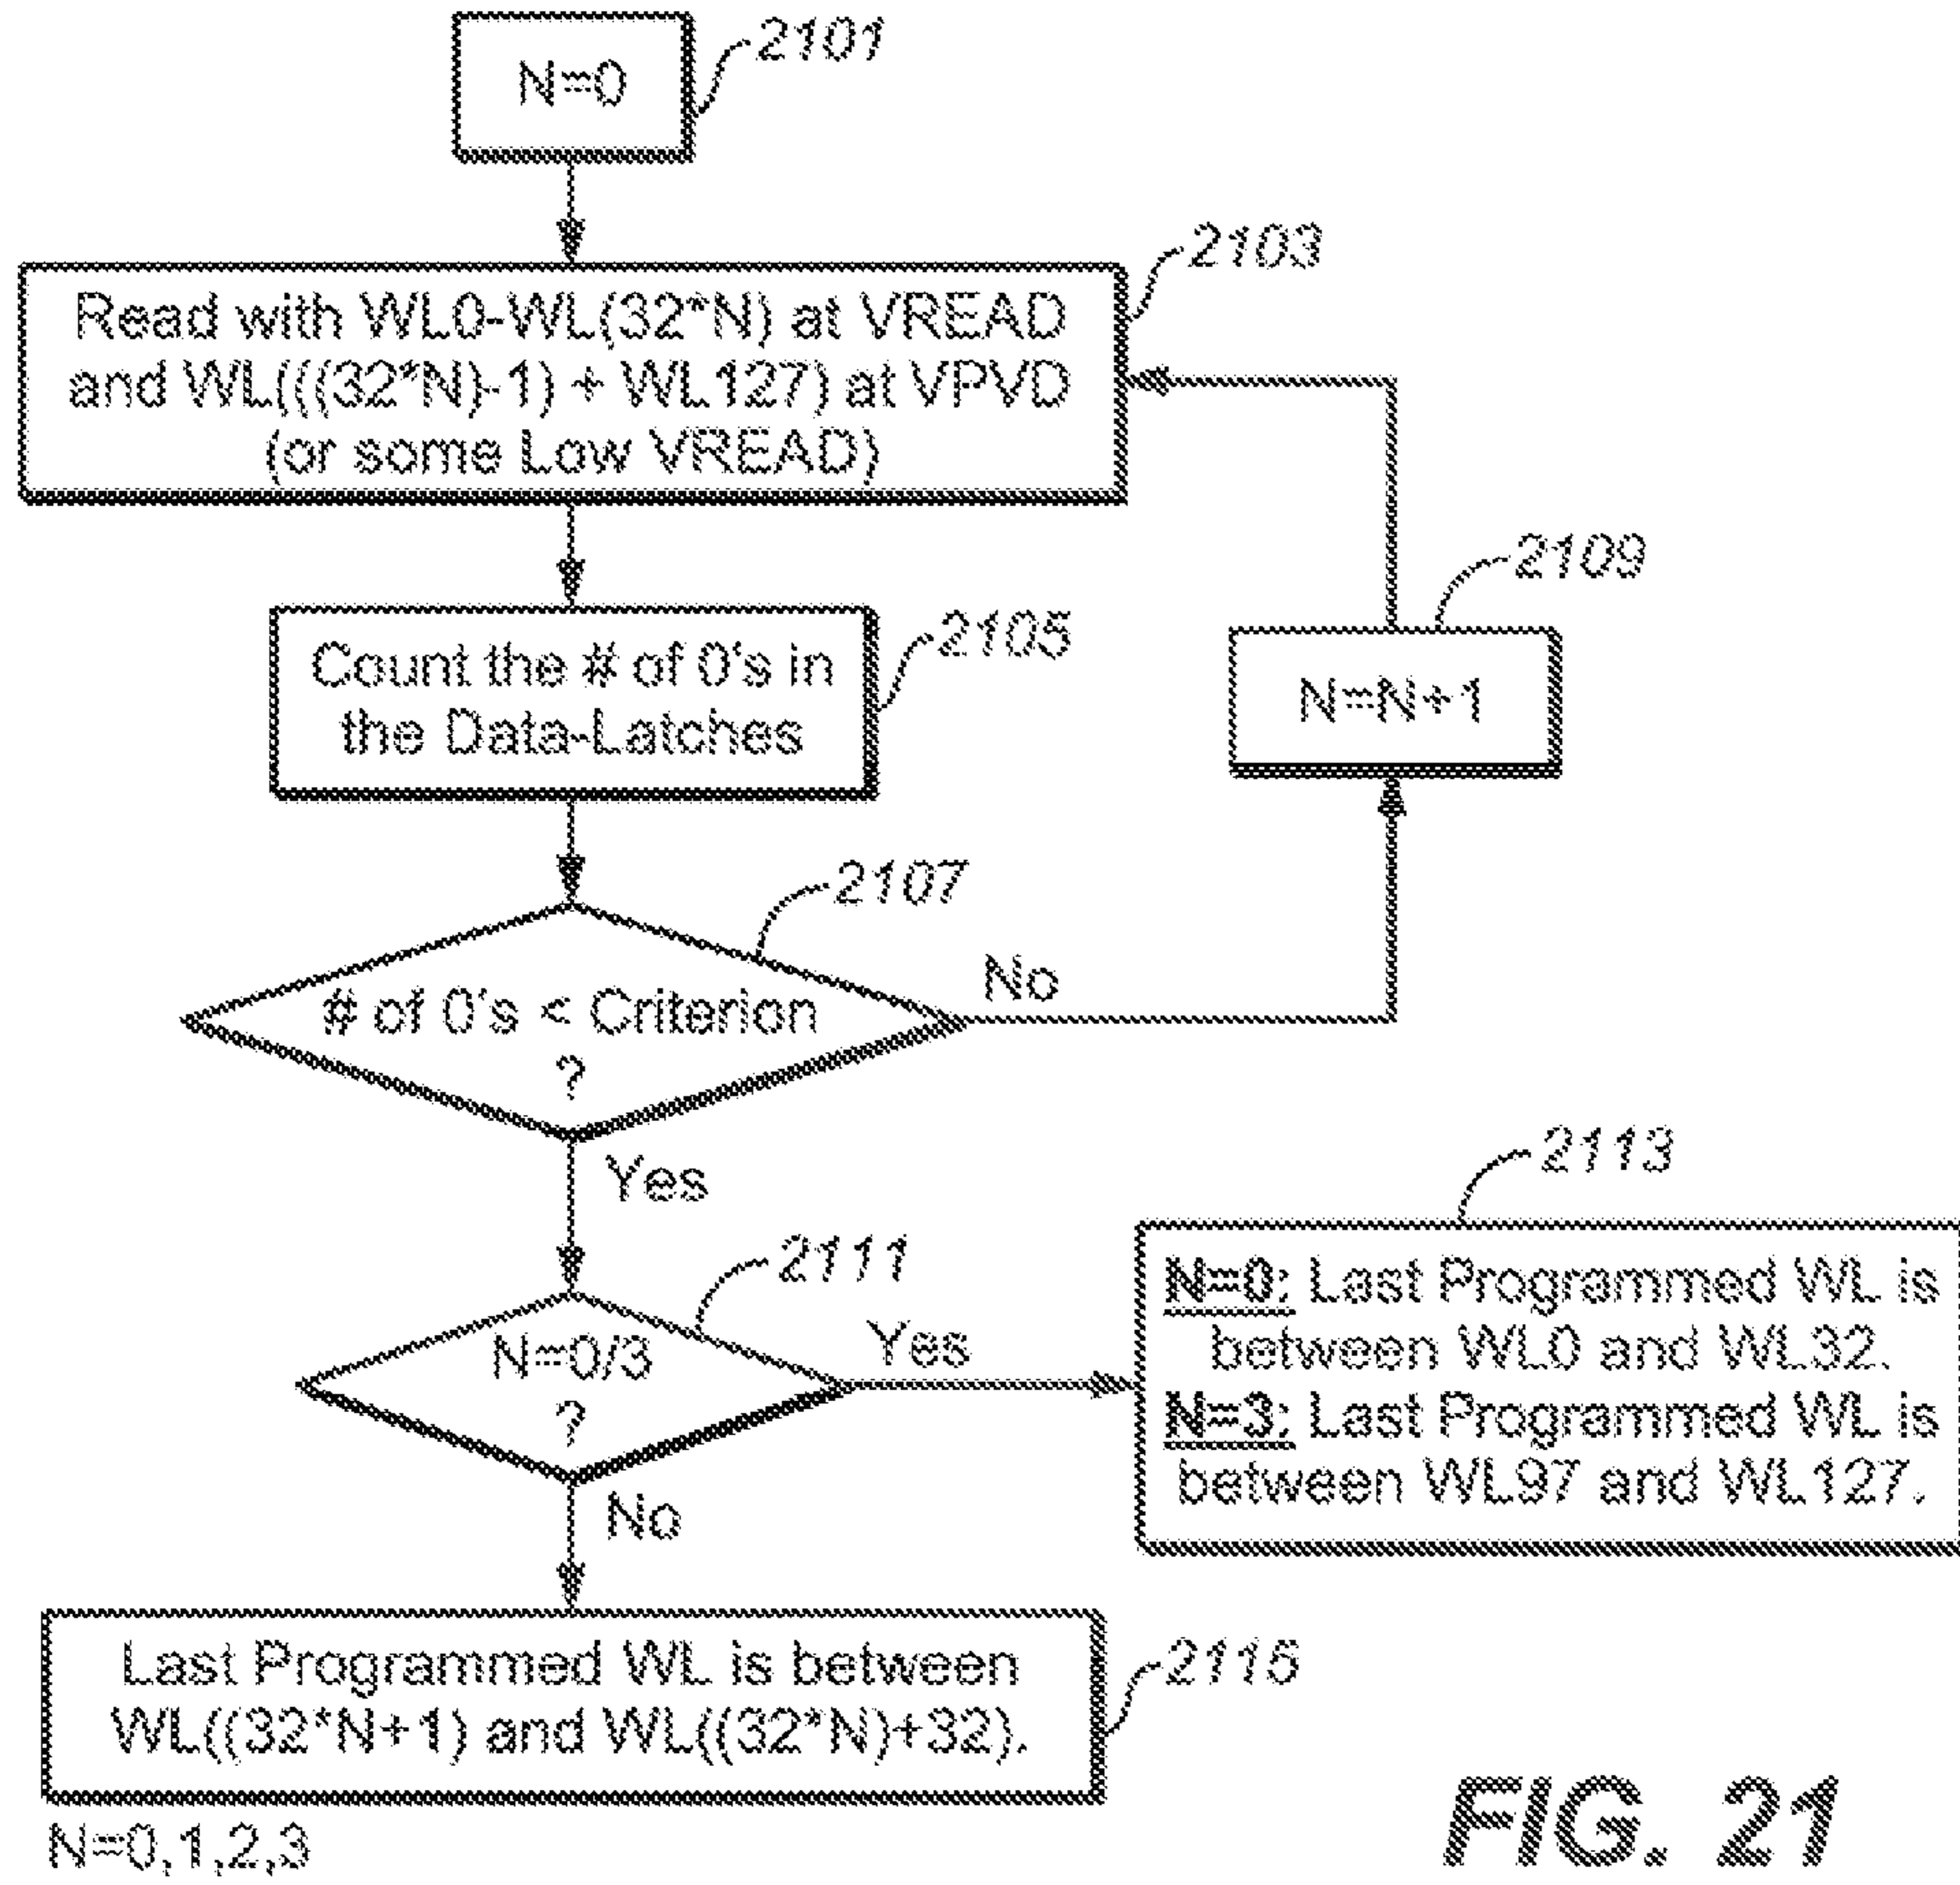 N=0
2101
Read with WL0-WL(32*N) at VREAD
and WL(((32*N)-1) + WL127) at VPVD
(or some Low VREAD)
2103
Count the # of 0's in
the Data-Latches
2105
N=N+1
2109
# of 0's < Criterion
?
2107
No
Yes
N=0/3
?
2111
Yes
No
N=0: Last Programmed WL is
between WL0 and WL32.
N=3: Last Programmed WL is
between WL97 and WL127.
2113
Last Programmed WL is between
WL((32*N+1) and WL((32*N)+32).
2115
N=0,1,2,3
FIG. 21